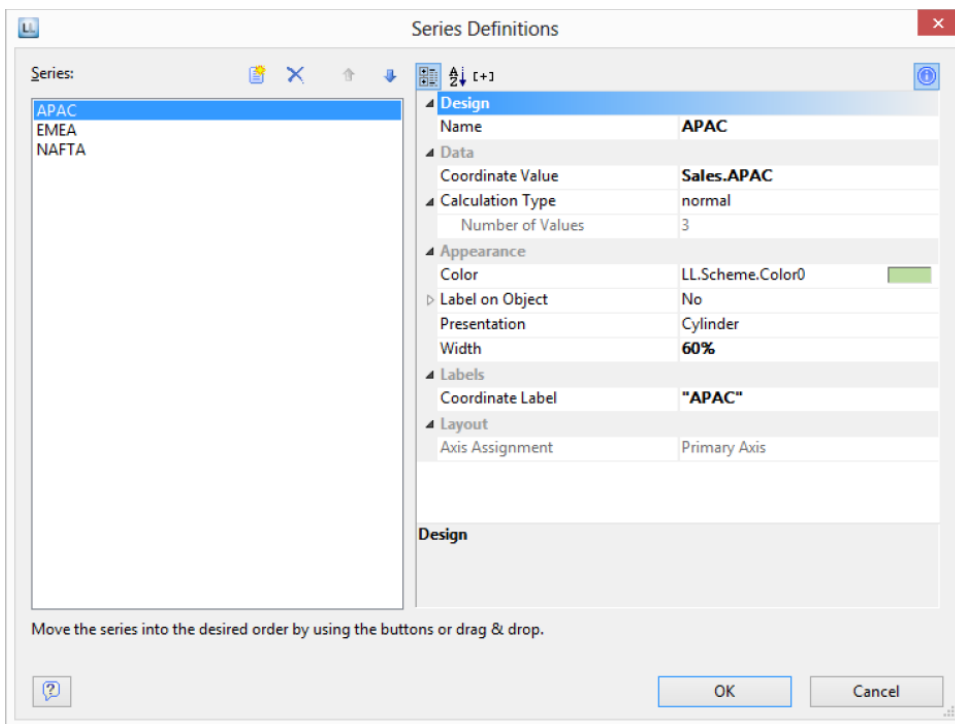 LL
Series Definitions
Series:
APAC
EMEA
NAFTA
A
Z
[+]
Design
Name APAC
Data
Coordinate Value Sales.APAC
Calculation Type normal
Number of Values 3
Appearance
Color LL.Scheme.Color0
Label on Object No
Presentation Cylinder
Width 60%
Labels
Coordinate Label "APAC"
Layout
Axis Assignment Primary Axis
Design
Move the series into the desired order by using the buttons or drag & drop.
?
OK Cancel